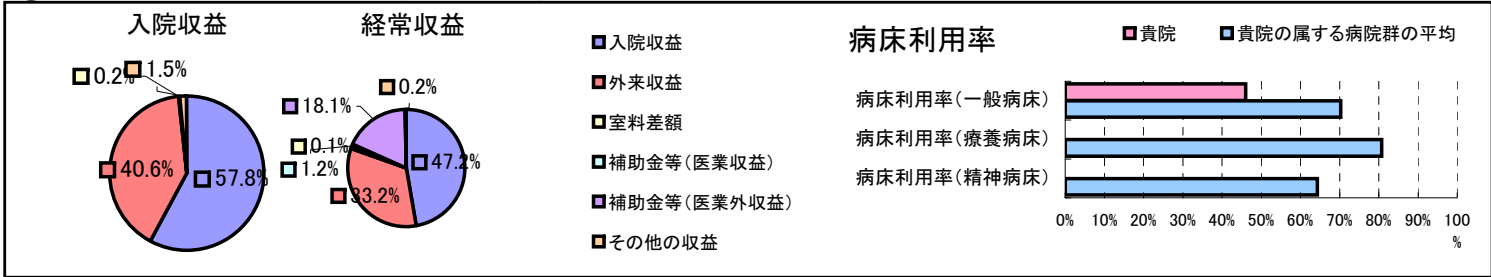 入院収益
0.2%
1.5%
40.6%
57.8%
経常収益
0.2%
18.1%
0.1%
1.2%
47.2%
33.2%
入院収益
外来収益
室料差額
補助金等(医業収益)
補助金等(医業外収益)
その他の収益
病床利用率
貴院
貴院の属する病院群の平均
病床利用率(一般病床)
病床利用率(療養病床)
病床利用率(精神病床)
0% 10% 20% 30% 40% 50% 60% 70% 80% 90% 100
%